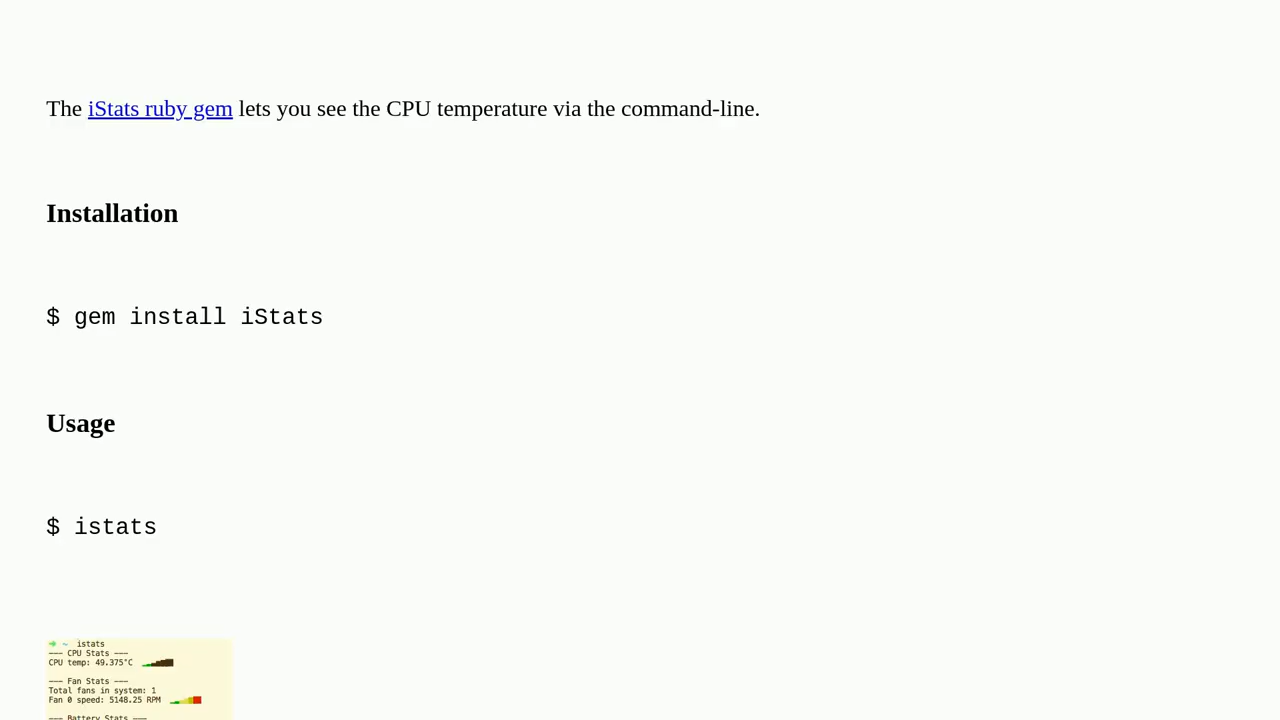 The iStats ruby gem lets you see the CPU temperature via the command-line.
Installation
$ gem install iStats
Usage
$ istats
➜ ~ istats
--- CPU Stats ---
CPU temp: 49.375°C
--- Fan Stats ---
Total fans in system: 1
Fan 0 speed: 5148.25 RPM
--- Battery Stats ---